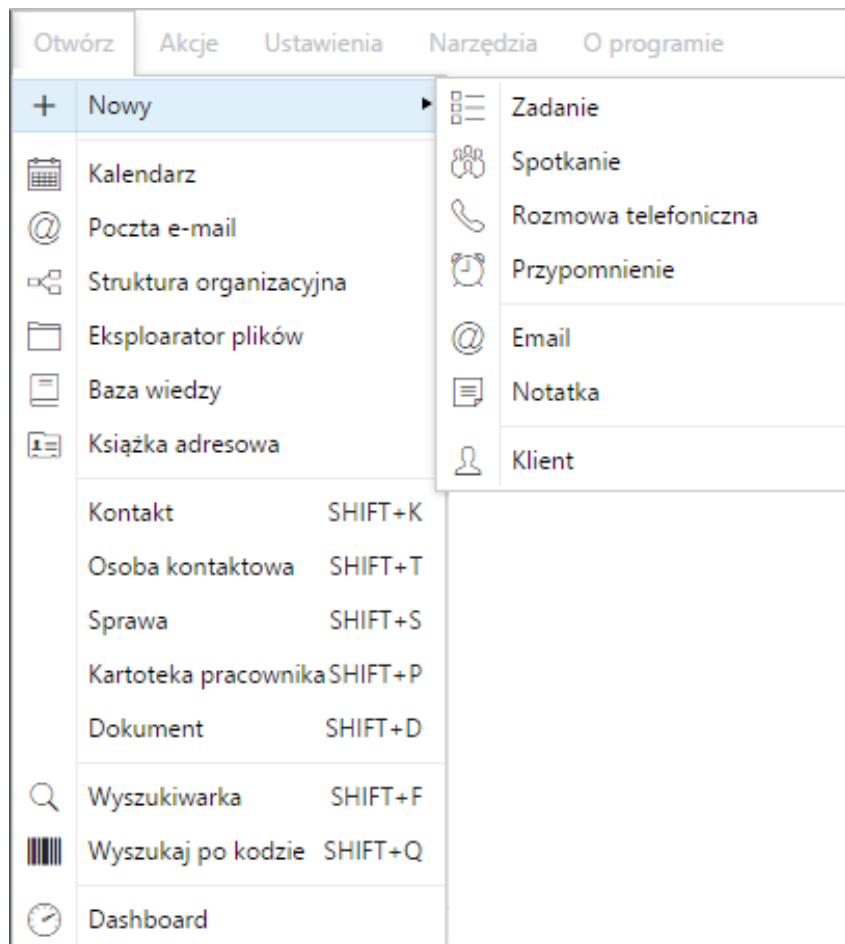 Otwórz Akcje Ustawienia Narzędzia O programie
Nowy
Kalendarz
Poczta e-mail
Struktura organizacyjna
Eksploarator plików
Baza wiedzy
Książka adresowa
Kontakt SHIFT+K
Osoba kontaktowa SHIFT+T
Sprawa SHIFT+S
Kartoteka pracownika SHIFT+P
Dokument SHIFT+D
Wyszukiwarka SHIFT+F
Wyszukaj po kodzie SHIFT+Q
Dashboard
Zadanie
Spotkanie
Rozmowa telefoniczna
Przypomnienie
Email
Notatka
Klient